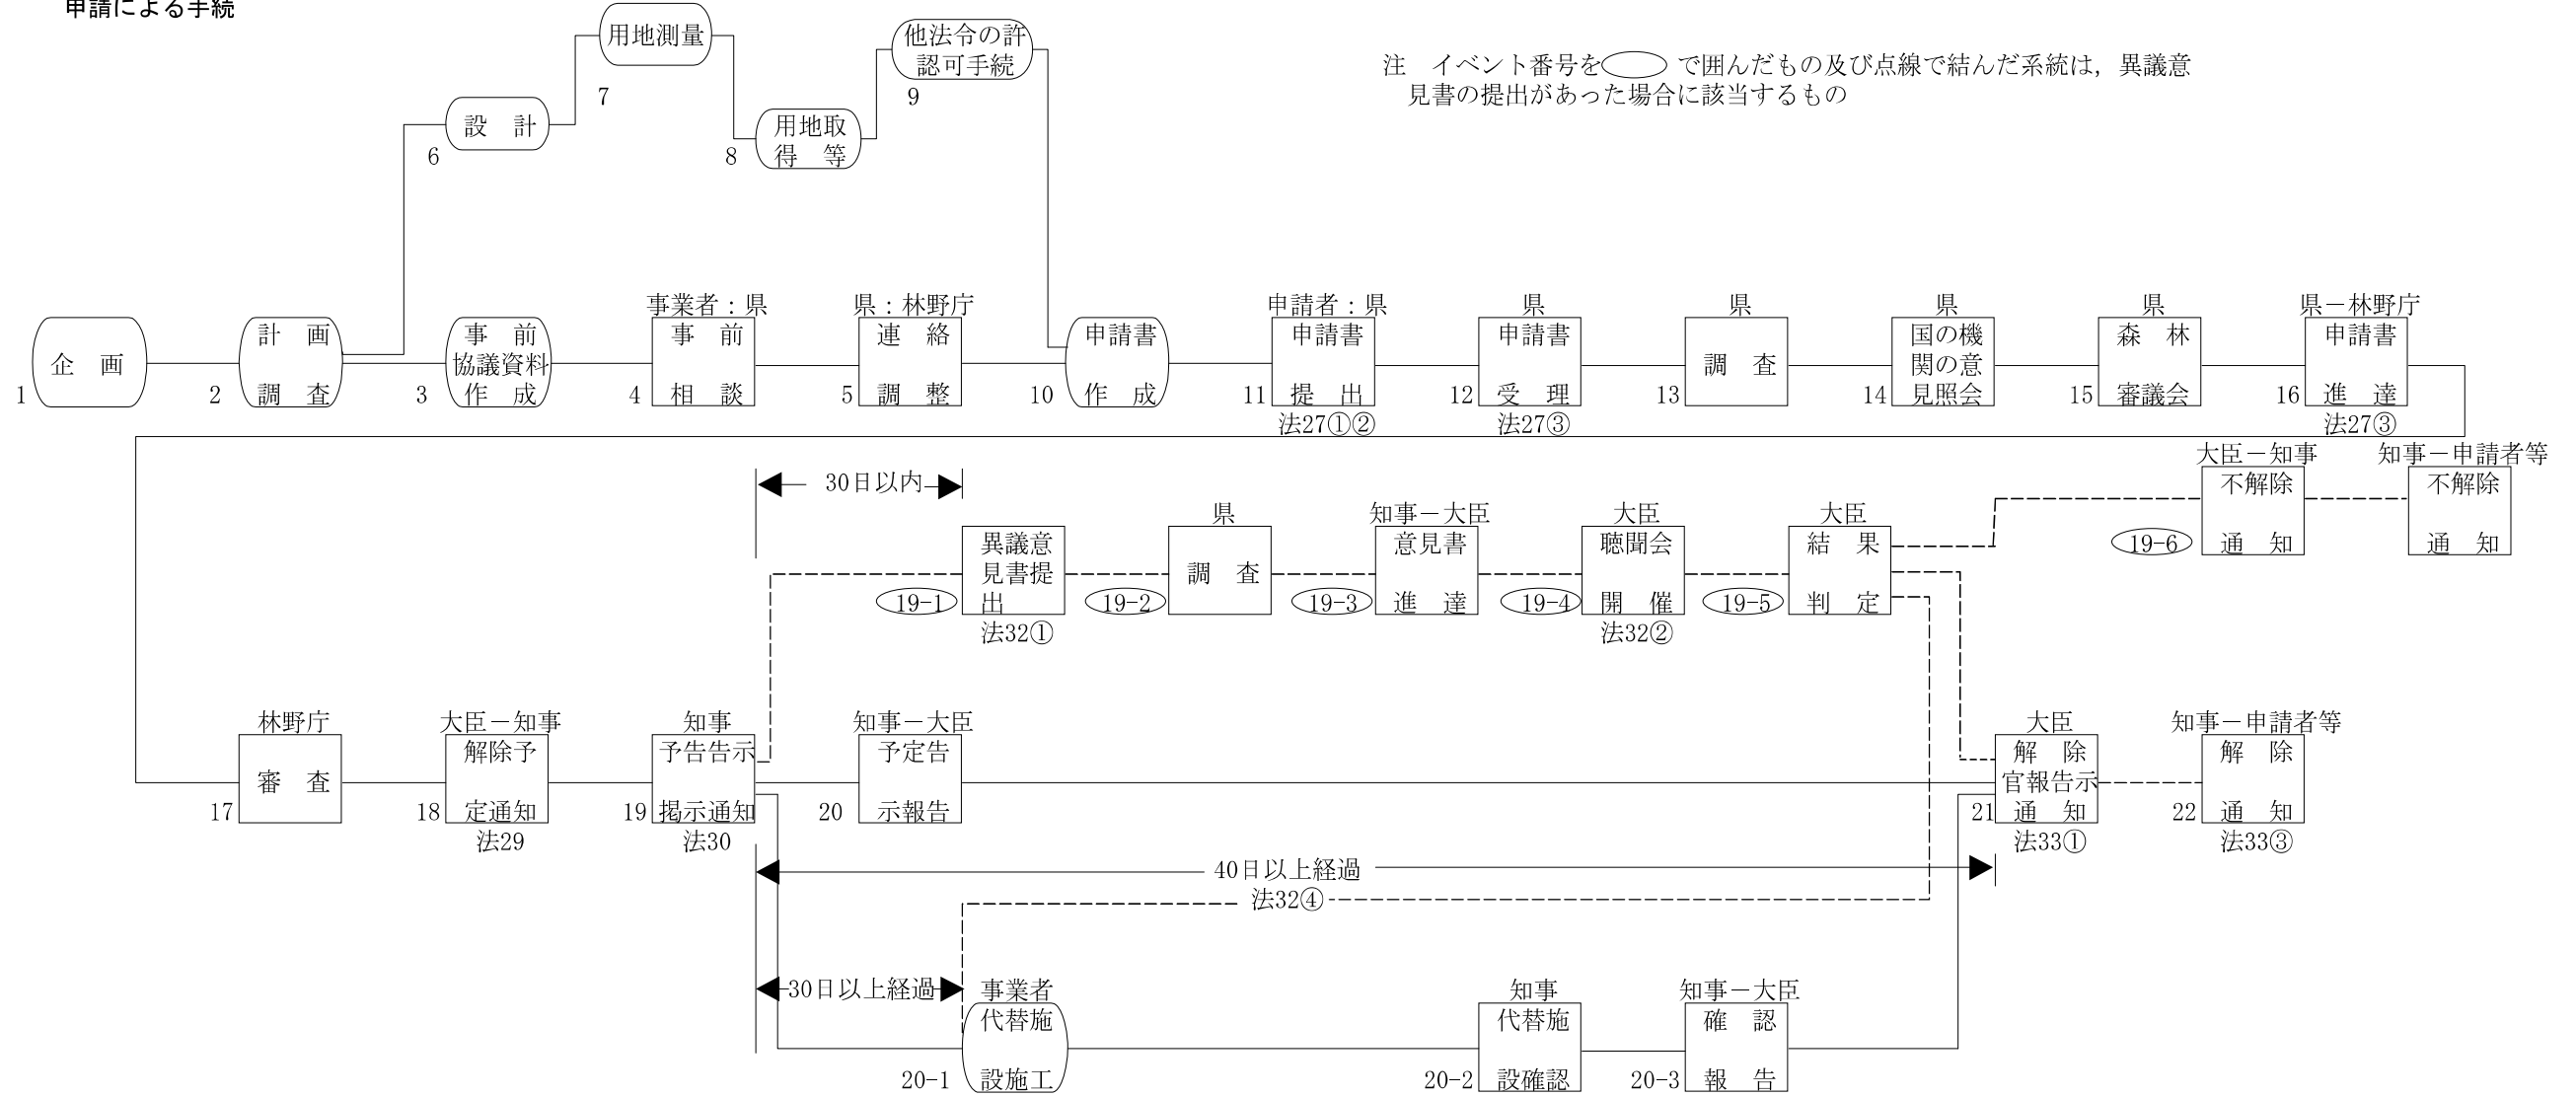 申請による手続
用地測量
7
他法令の許
認可手続
9
注　イベント番号を　　で囲んだもの及び点線で結んだ系統は，異議意
見書の提出があった場合に該当するもの
設　計
6
用地取
得　等
8
企　画
1
計　画
調　査
2
事　前
協議資料
作　成
3
事業者：県
事　前
相　談
4
県：林野庁
連　絡
調　整
5
申請書
作　成
10
申請者：県
申請書
提　出
11
法27①②
県
申請書
受　理
12
法27③
県
調　査
13
県
国の機
関の意
見照会
14
県
森　林
審議会
15
県－林野庁
申請書
進　達
16
法27③
30日以内
異議意
見書提
出
19-1
法32①
県
調　査
19-2
知事－大臣
意見書
進　達
19-3
大臣
聴聞会
開　催
19-4
法32②
大臣
結　果
判　定
19-5
大臣－知事
不解除
通　知
19-6
知事－申請者等
不解除
通　知
林野庁
審　査
17
大臣－知事
解除予
定通知
18
法29
知事
予告告示
掲示通知
19
法30
知事－大臣
予定告
示報告
20
大臣
解　除
官報告示
通　知
21
法33①
知事－申請者等
解　除
通　知
22
法33③
40日以上経過
法32④
30日以上経過
事業者
代替施
設施工
20-1
知事
代替施
設確認
20-2
知事－大臣
確　認
報　告
20-3